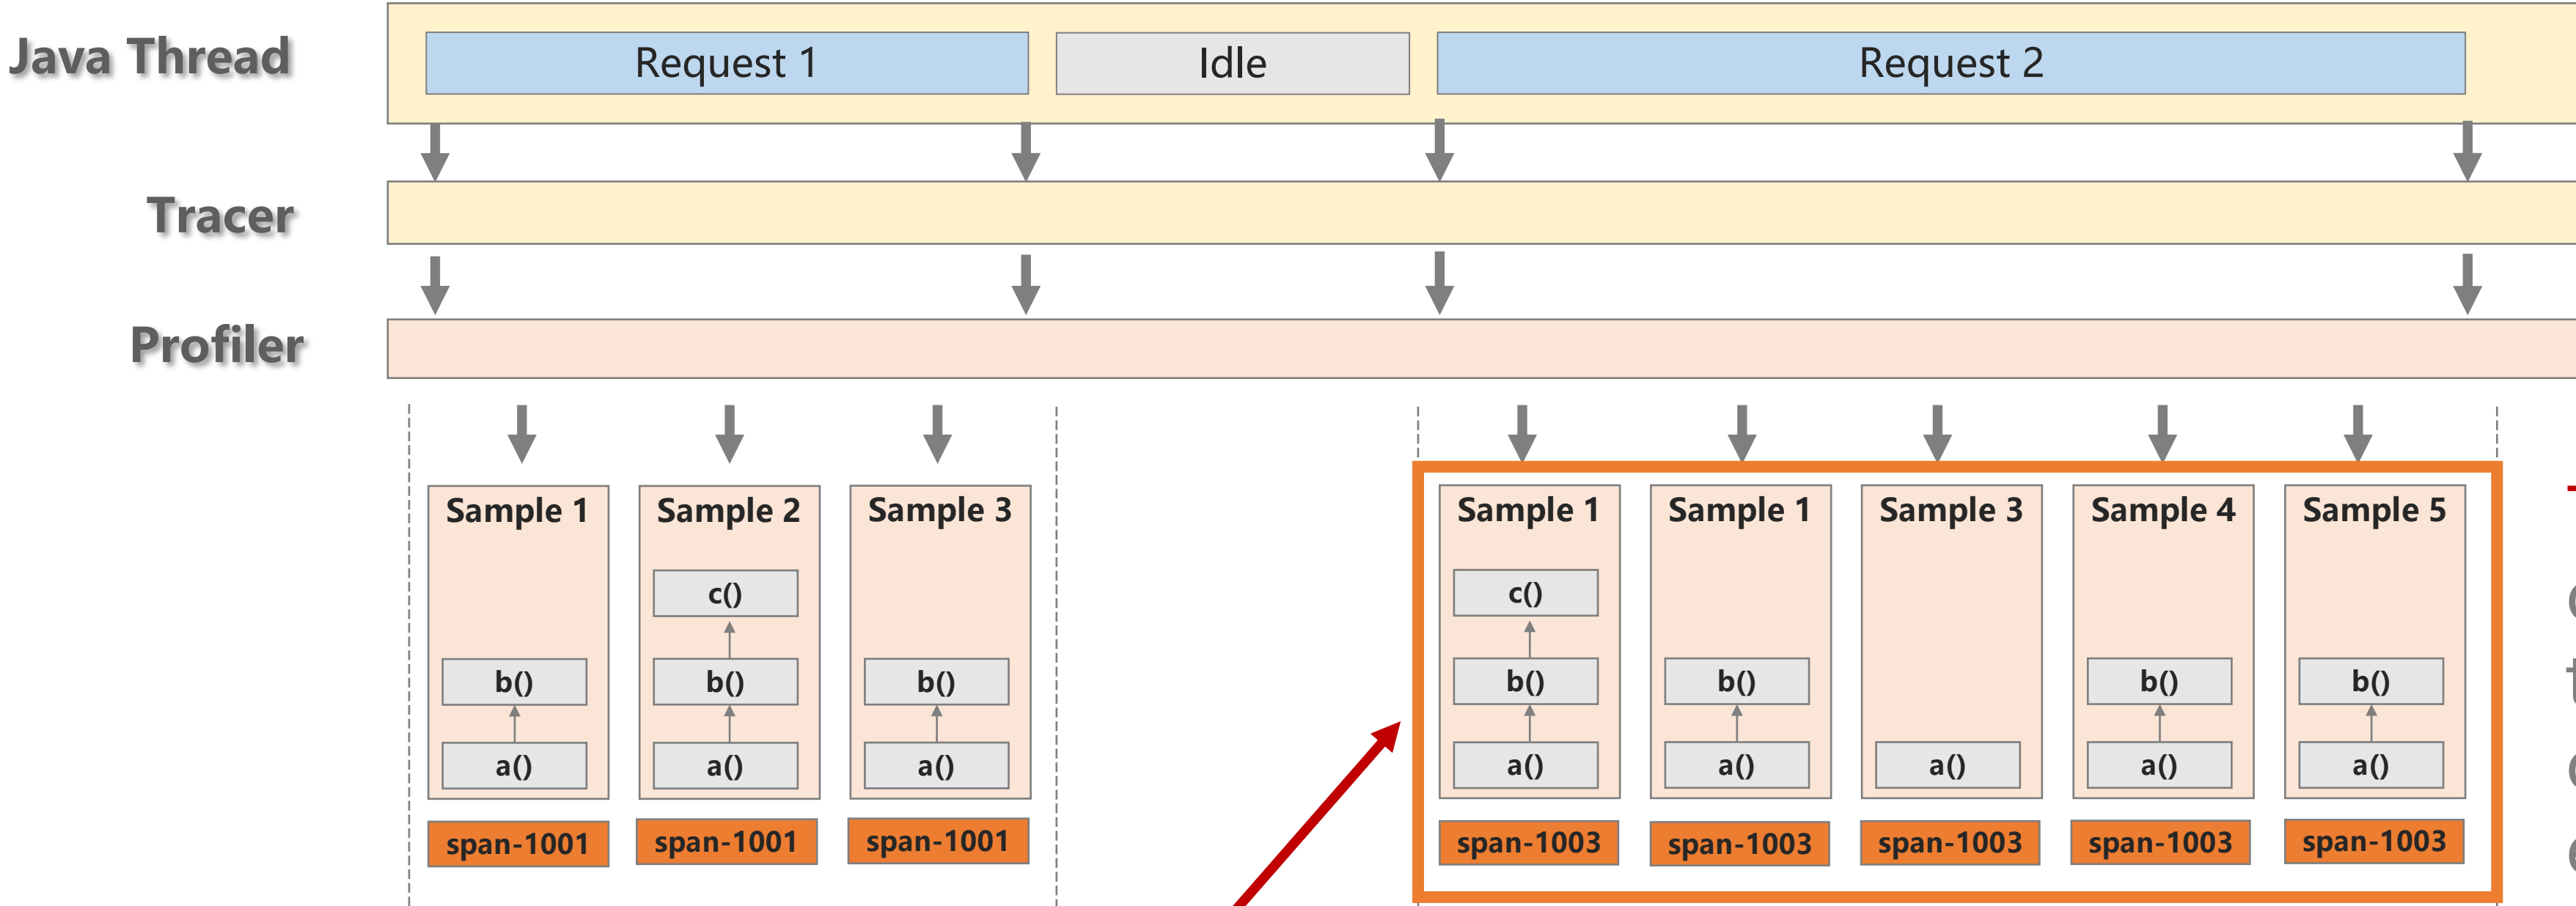 Java Thread
Request 1
Idle
Request 2
Tracer
Profiler
Sample 1
Sample 2
Sample 3
Sample 1
Sample 1
Sample 3
Sample 4
Sample 5
c()
c()
b()
b()
b()
b()
b()
b()
b()
a()
a()
a()
a()
a()
a()
a()
a()
span-1001
span-1001
span-1001
span-1003
span-1003
span-1003
span-1003
span-1003